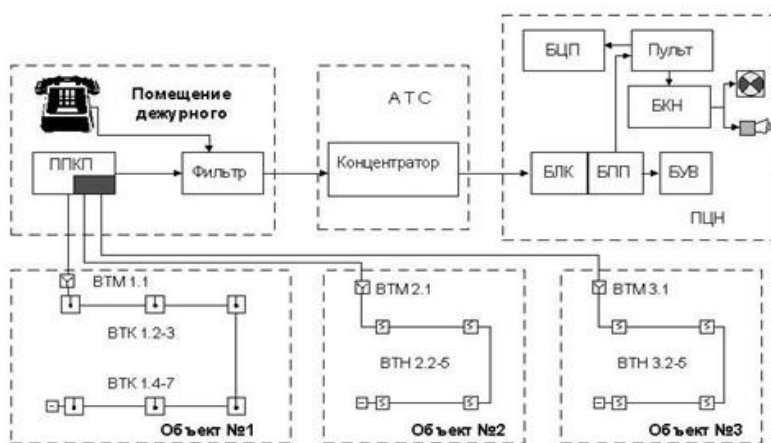 БЦП
Пульт
Помещение
дежурного
АТС
БКН
ППКП
Фильтр
Концентратор
БЛК
БПП
БУВ
ПЦН
ВТМ 1.1
ВТМ 2.1
ВТМ 3.1
ВТК 1.2-3
ВТН 2.2-5
ВТН 3.2-5
ВТК 1.4-7
Объект №1
Объект №2
Объект №3